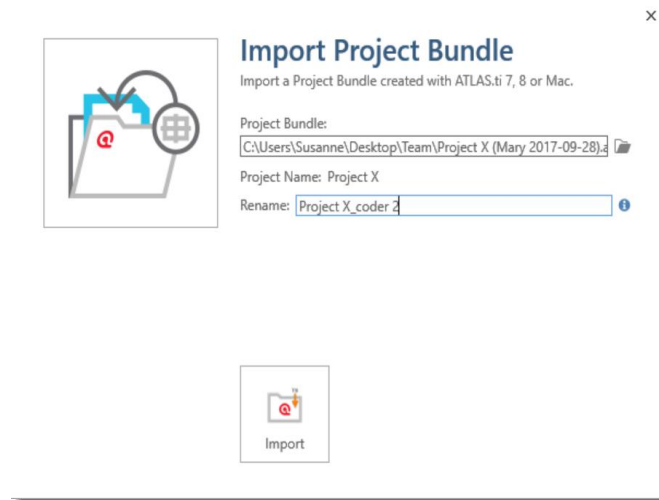 Import Project Bundle
Import a Project Bundle created with ATLAS.ti 7, 8 or Mac.
Project Bundle:
C:\Users\Susanne\Desktop\Team\Project X (Mary 2017-09-28).a
Project Name: Project X
Rename: Project X_coder 2
Import